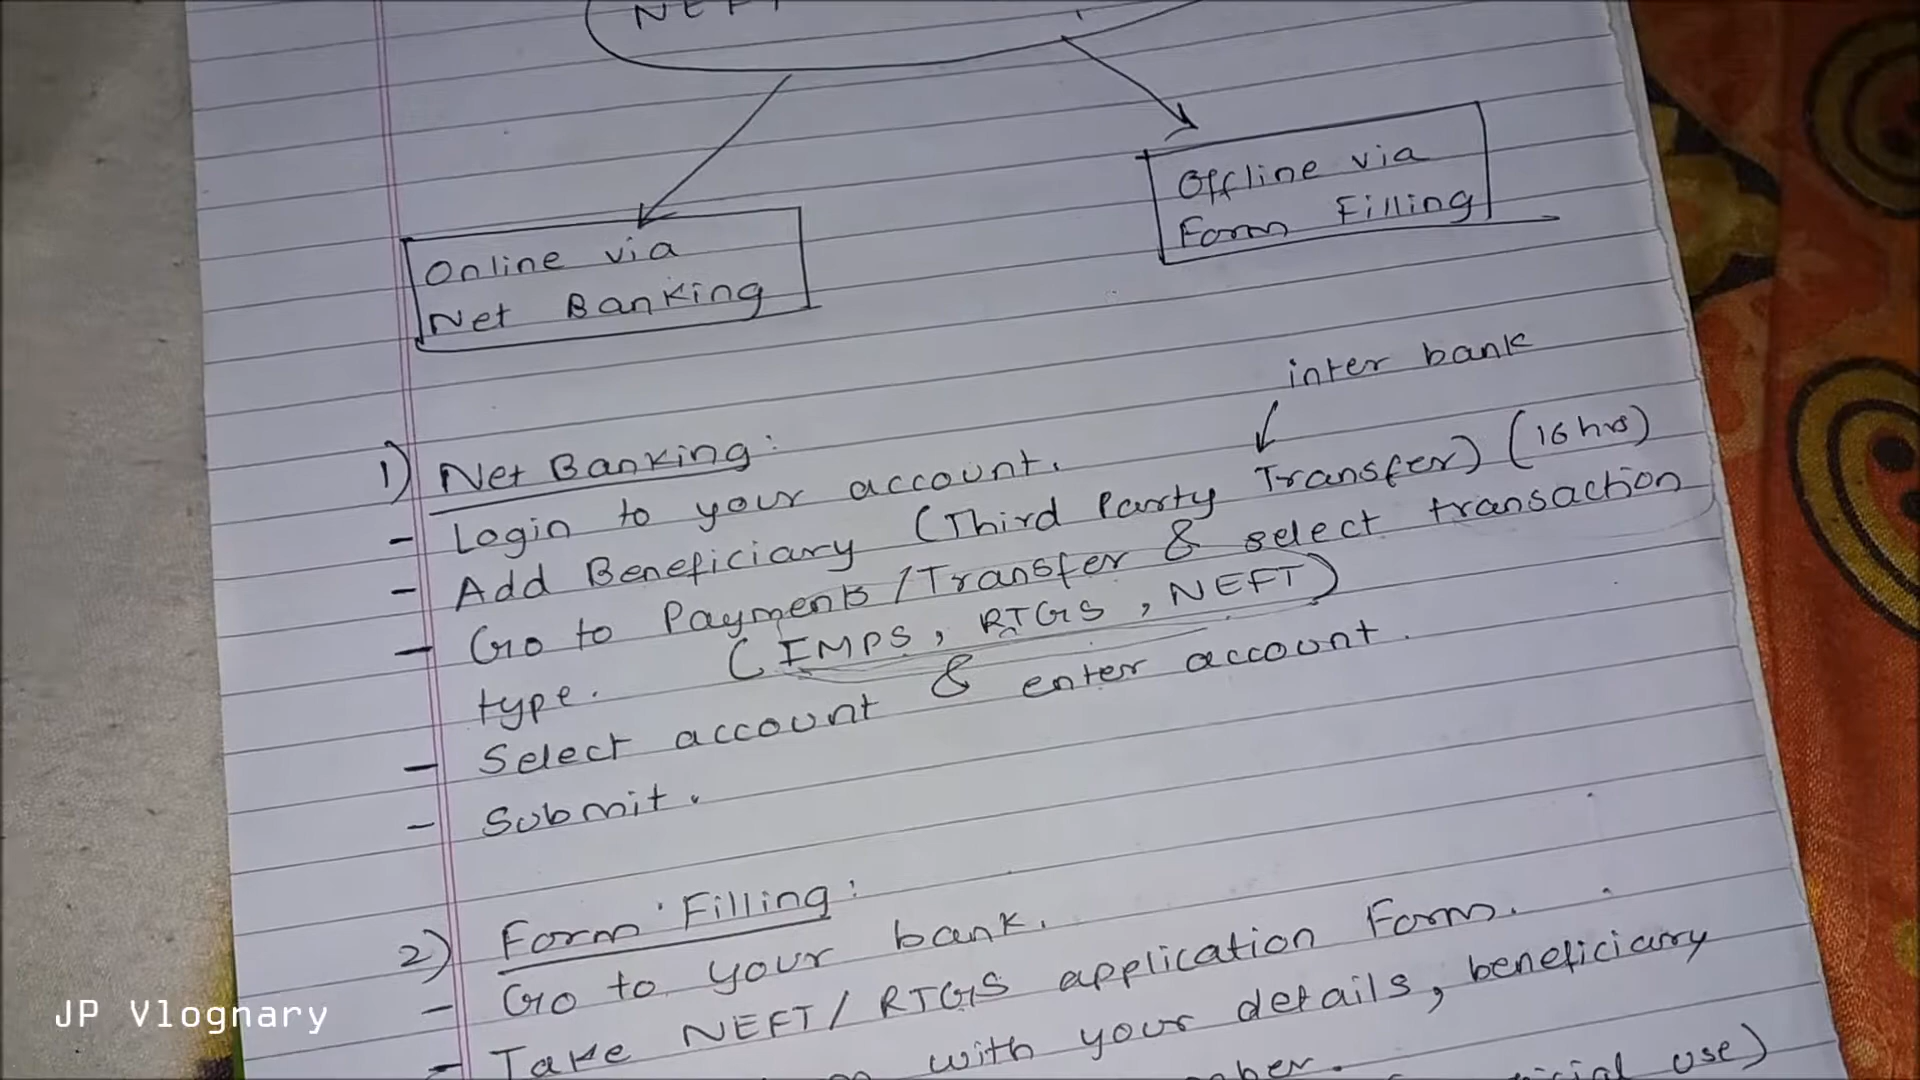 NEFT
Offline via
Form Filling
Online via
Net Banking
inter bank
1) Net Banking:
- Login to your account.
- Add Beneficiary (Third Party Transfer) (16 hrs)
- Go to Payments/Transfer & select transaction
type. (IMPS, RTGS, NEFT)
- Select account & enter account.
- Submit.
2) Form Filling:
- Go to your bank.
- Take NEFT/RTGS application Form.
with your details, beneficiary
use)
JP Vlognary